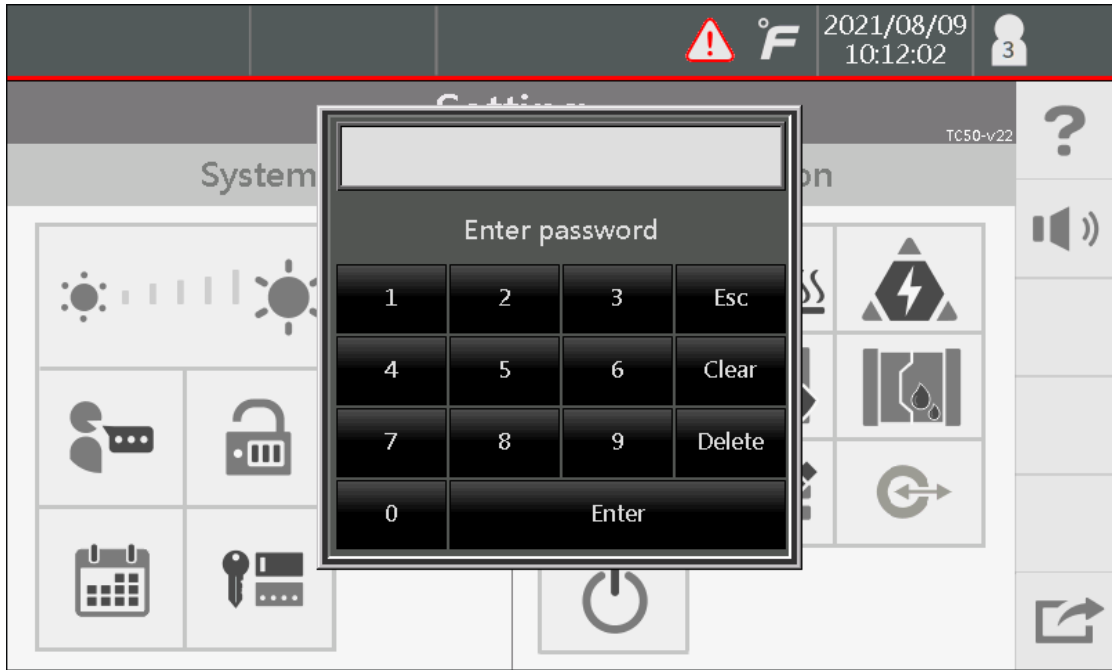 °F
2021/08/09
10:12:02
3
TC50-v22
System
Enter password
1 2 3 Esc
4 5 6 Clear
7 8 9 Delete
0 Enter